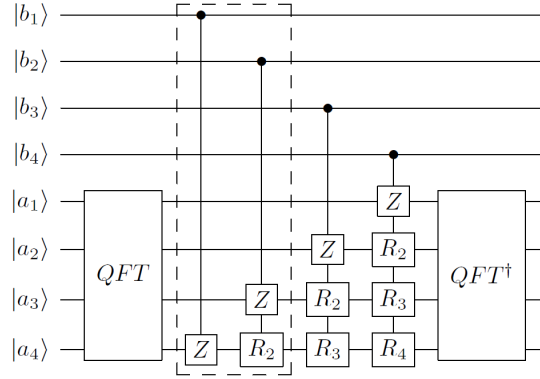 |b₁⟩
|b₂⟩
|b₃⟩
|b₄⟩
|a₁⟩ Z
|a₂⟩ Z R₂
QFT QFT†
|a₃⟩ Z R₂ R₃
|a₄⟩ Z R₂ R₃ R₄